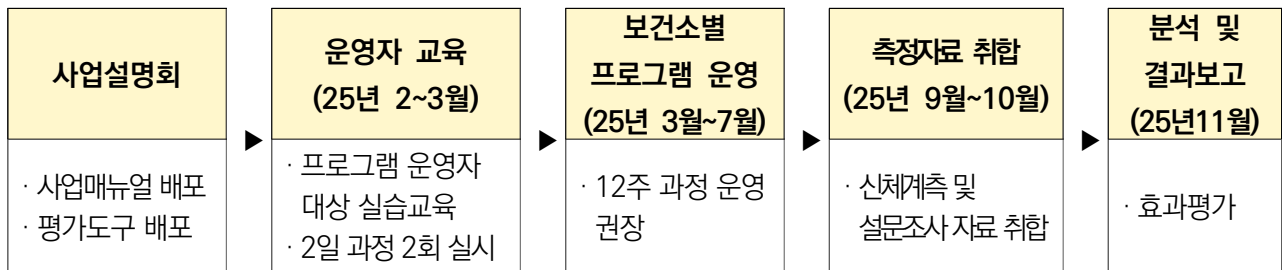 사업설명회
· 사업매뉴얼 배포
· 평가도구 배포
▶
운영자 교육
(25년 2~3월)
· 프로그램 운영자
대상 실습교육
· 2일 과정 2회 실시
▶
보건소별
프로그램 운영
(25년 3월~7월)
· 12주 과정 운영
권장
▶
측정자료 취합
(25년 9월~10월)
· 신체계측 및
설문조사 자료 취합
▶
분석 및
결과보고
(25년11월)
· 효과평가